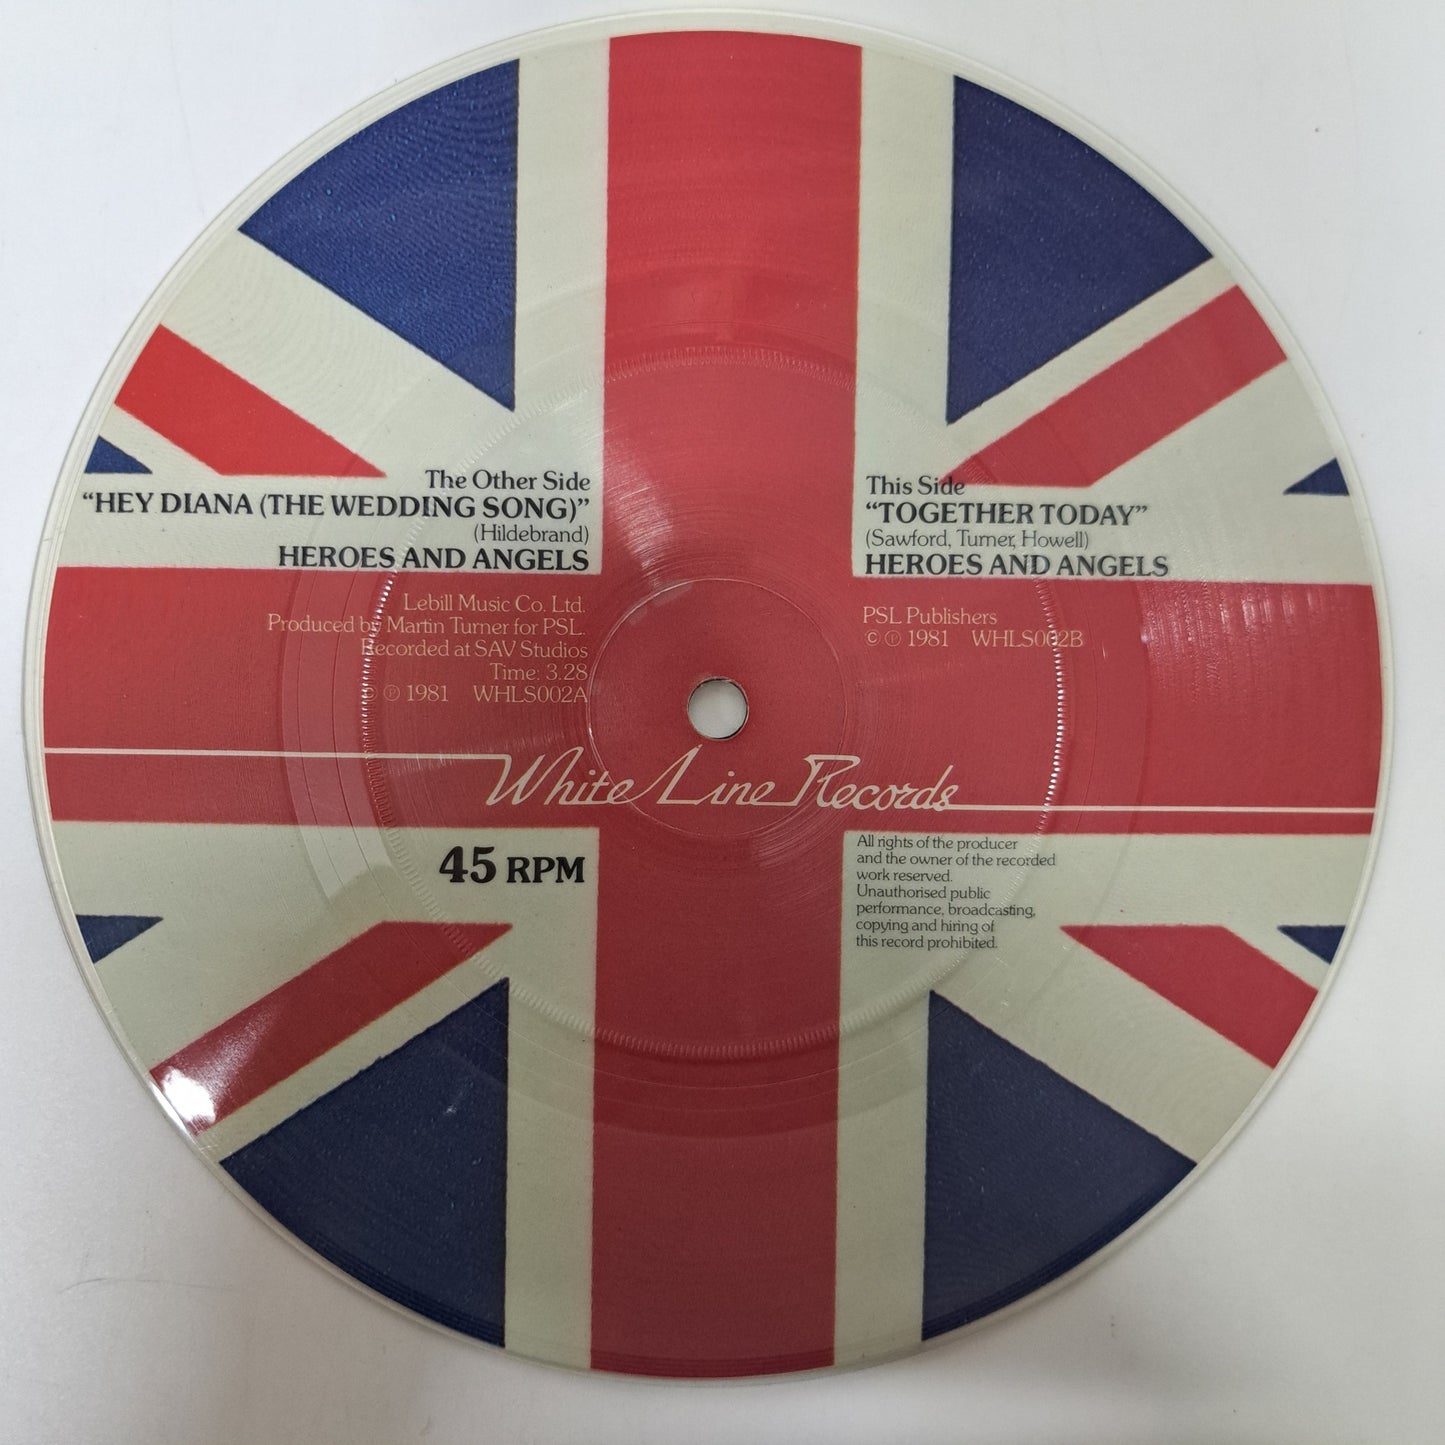 The Other Side
“HEY DIANA (THE WEDDING SONG)”
(Hildebrand)
HEROES AND ANGELS
Lebill Music Co. Ltd.
Produced by Martin Turner for PSL.
Recorded at SAV Studios
Time: 3.28
© ℗ 1981 WHLS002A
This Side
“TOGETHER TODAY”
(Sawford, Turner, Howell)
HEROES AND ANGELS
PSL Publishers
© ℗ 1981 WHLS002B
White Line Records
45 RPM
All rights of the producer
and the owner of the recorded
work reserved.
Unauthorised public
performance, broadcasting,
copying and hiring of
this record prohibited.